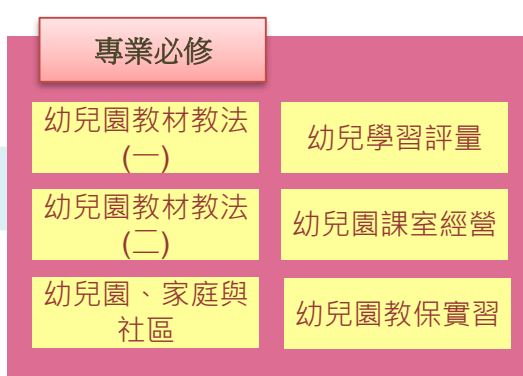 專業必修
幼兒園教材教法
(一)
幼兒學習評量
幼兒園教材教法
(二)
幼兒園課室經營
幼兒園、家庭與
社區
幼兒園教保實習